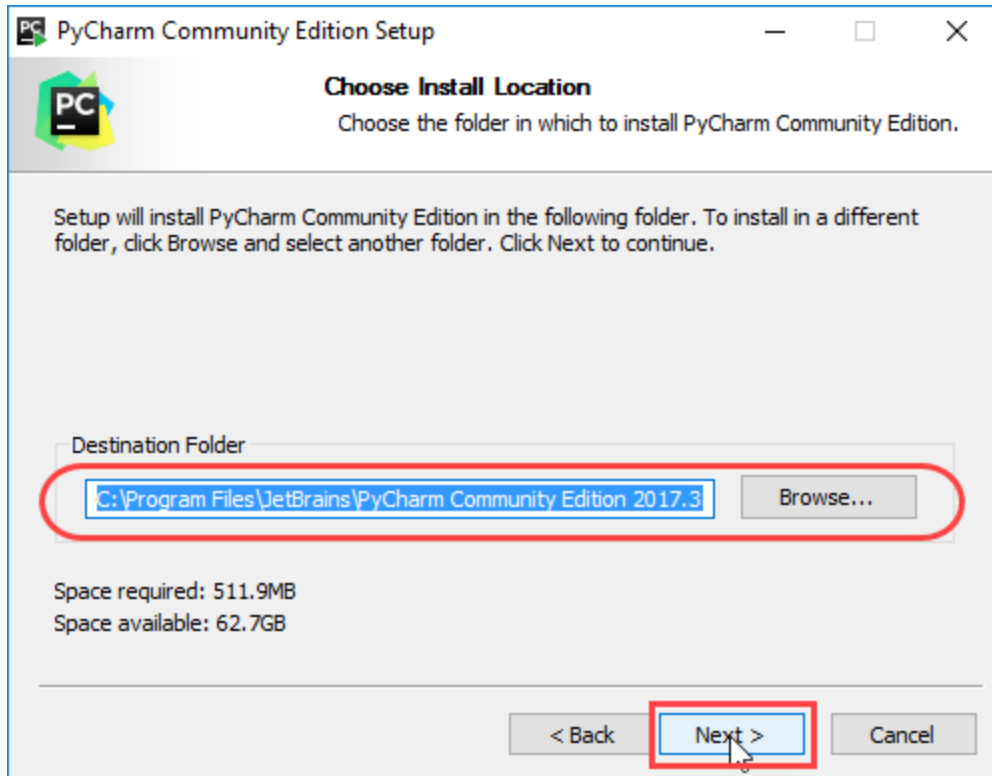 PyCharm Community Edition Setup
PC
Choose Install Location
Choose the folder in which to install PyCharm Community Edition.
Setup will install PyCharm Community Edition in the following folder. To install in a different
folder, click Browse and select another folder. Click Next to continue.
Destination Folder
C:\Program Files\JetBrains\PyCharm Community Edition 2017.3
Browse...
Space required: 511.9MB
Space available: 62.7GB
< Back
Next >
Cancel